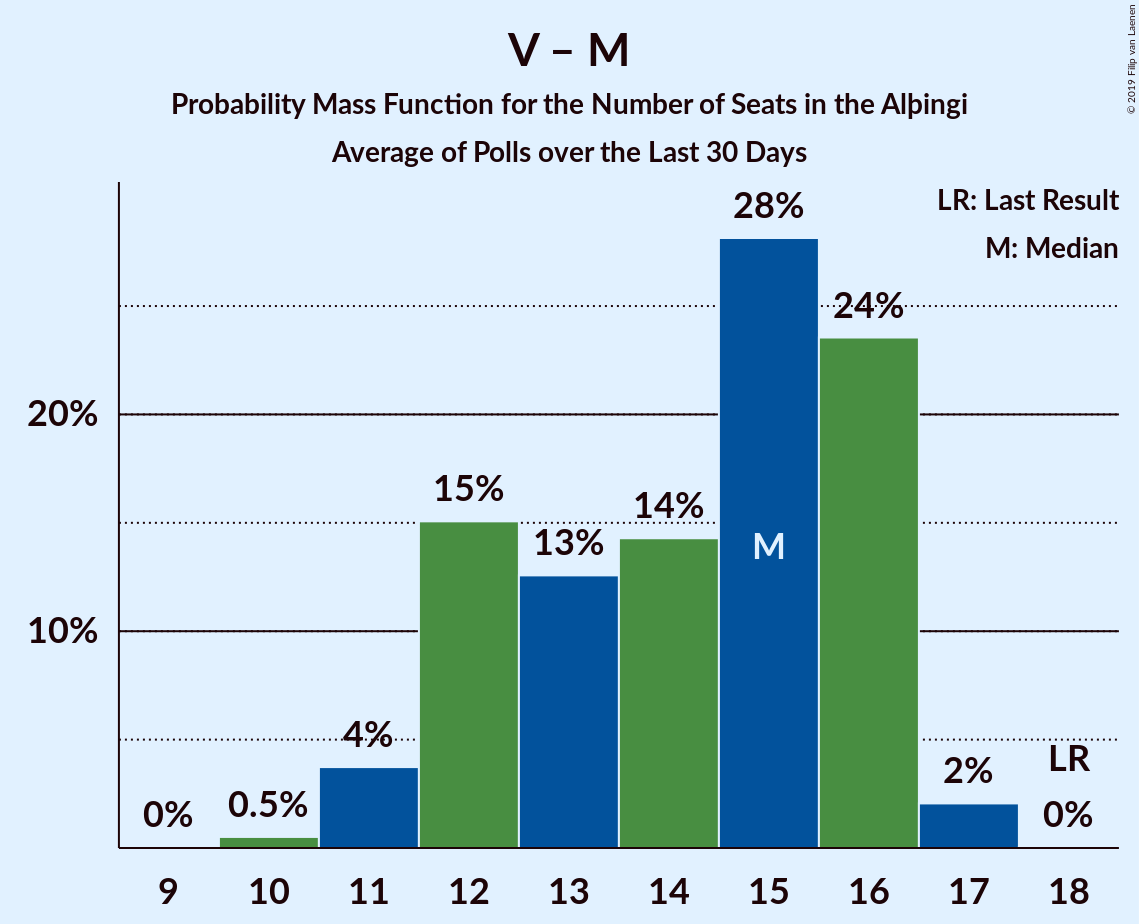 V – M
Probability Mass Function for the Number of Seats in the Alþingi
Average of Polls over the Last 30 Days
© 2019 Filip van Laenen
LR: Last Result
M: Median
28%
24%
20%
15%
14%
13%
M
10%
4%
LR
2%
0%
0.5%
0%
9 10 11 12 13 14 15 16 17 18